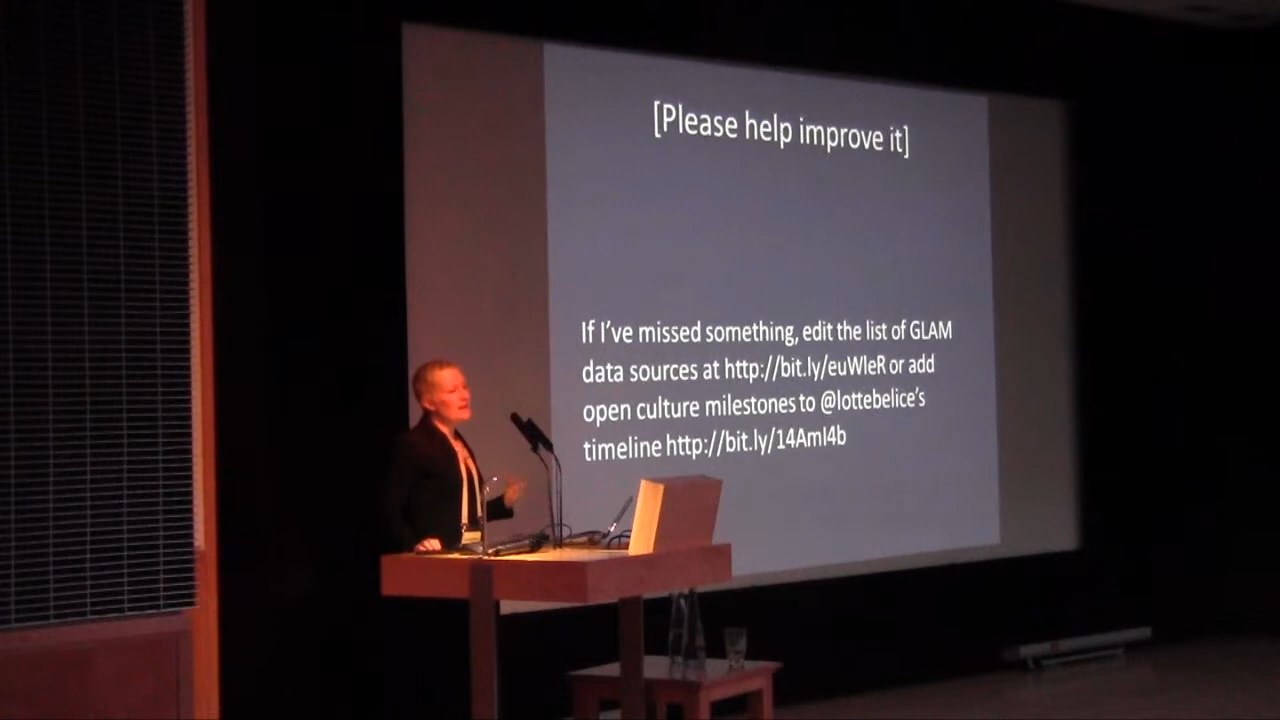 [Please help improve it]
If I've missed something, edit the list of GLAM
data sources at http://bit.ly/euWIeR or add
open culture milestones to @lottebelice's
timeline http://bit.ly/14AmI4b